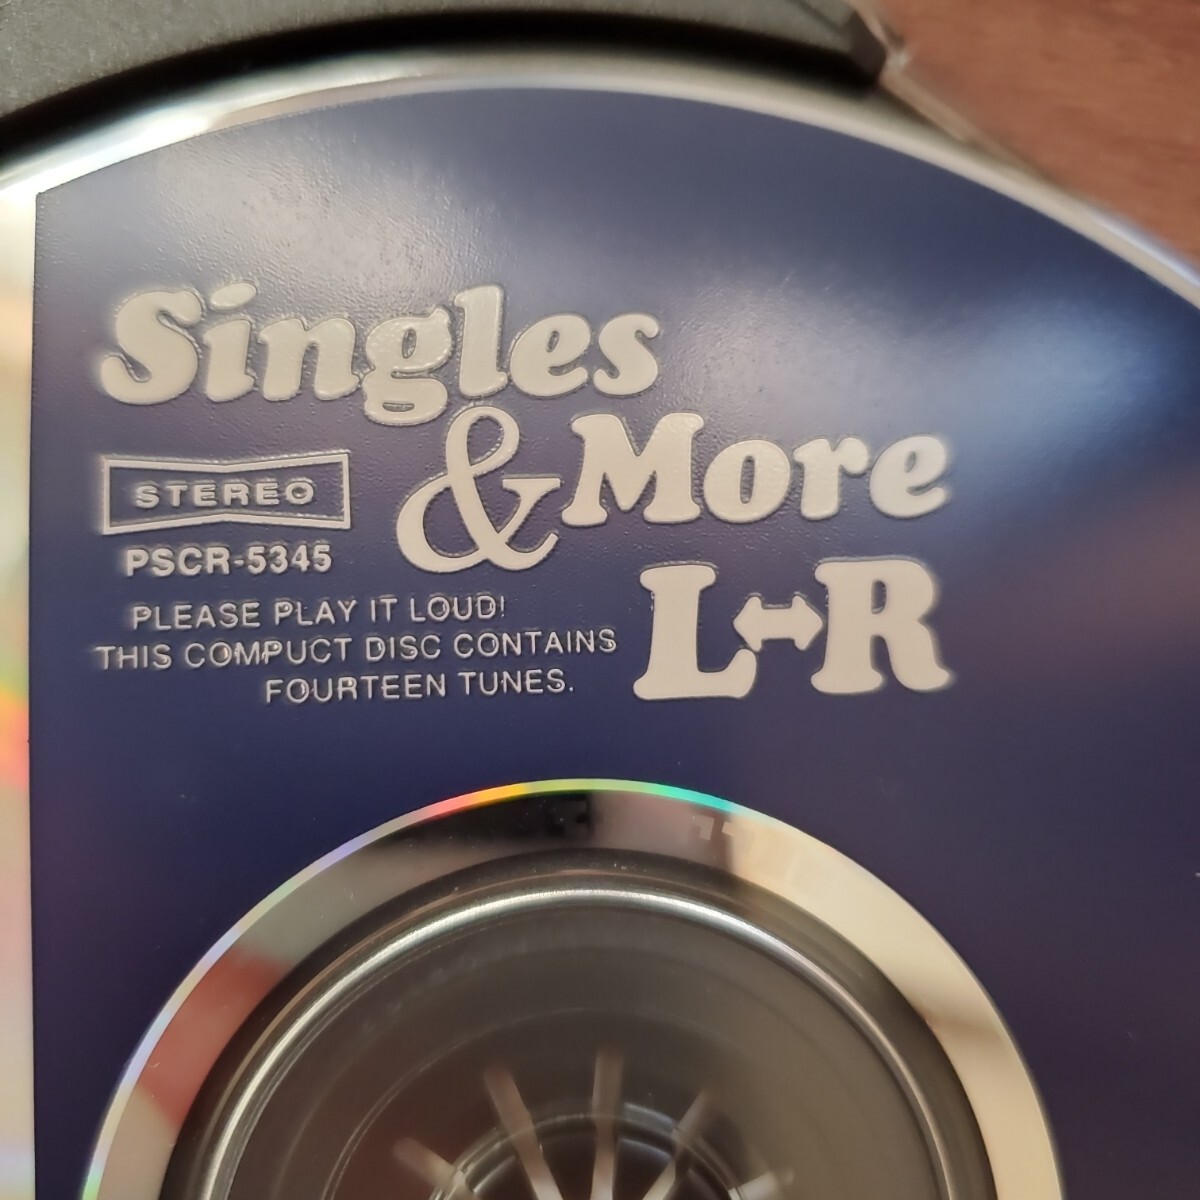 Singles
& More
L↔R
STEREO
PSCR-5345
PLEASE PLAY IT LOUD!
THIS COMPUCT DISC CONTAINS
FOURTEEN TUNES.